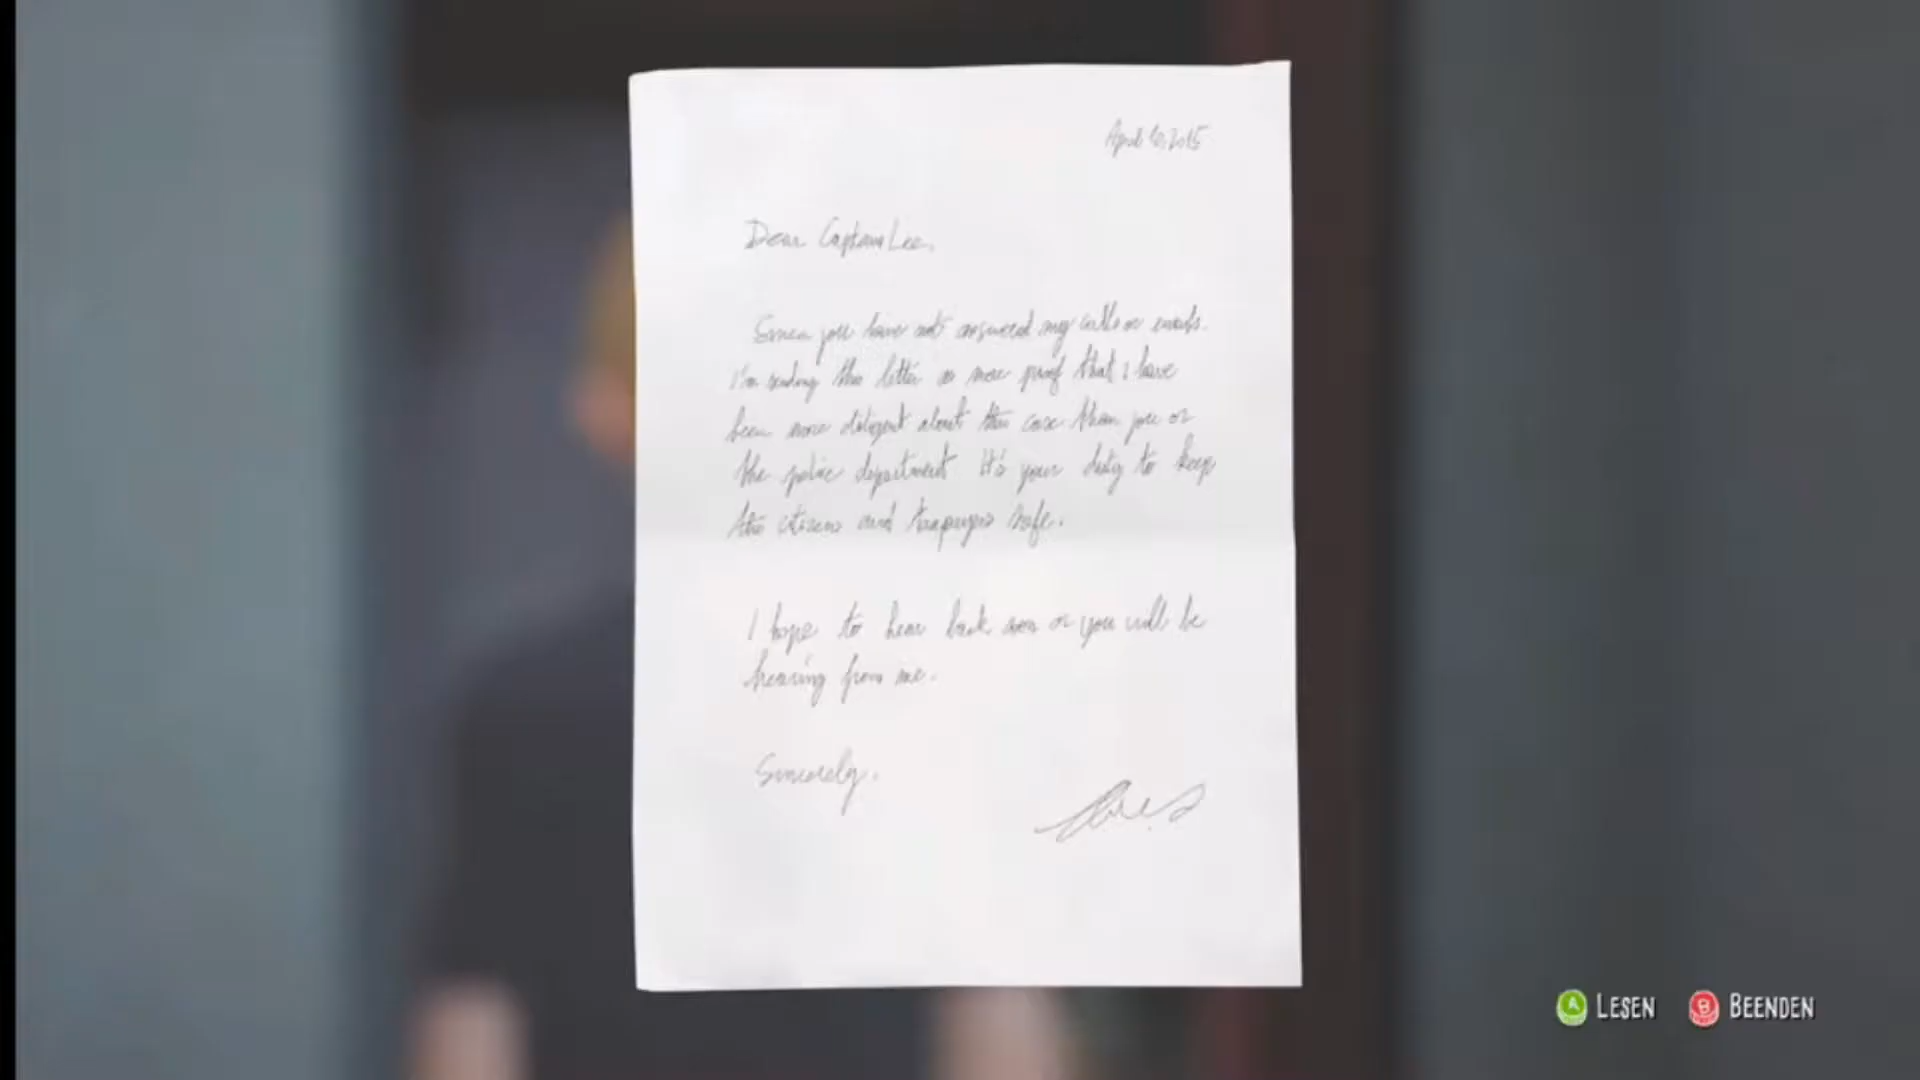 April 10, 2015
Dear Captain Lee,
Since you have not answered my calls or emails.
I'm sending this letter as more proof that I have
been more diligent about this case than you or
the police department. It's your duty to keep
the citizens and taxpayers safe.
I hope to hear back soon or you will be
hearing from me.
Sincerely,
A LESEN B BEENDEN